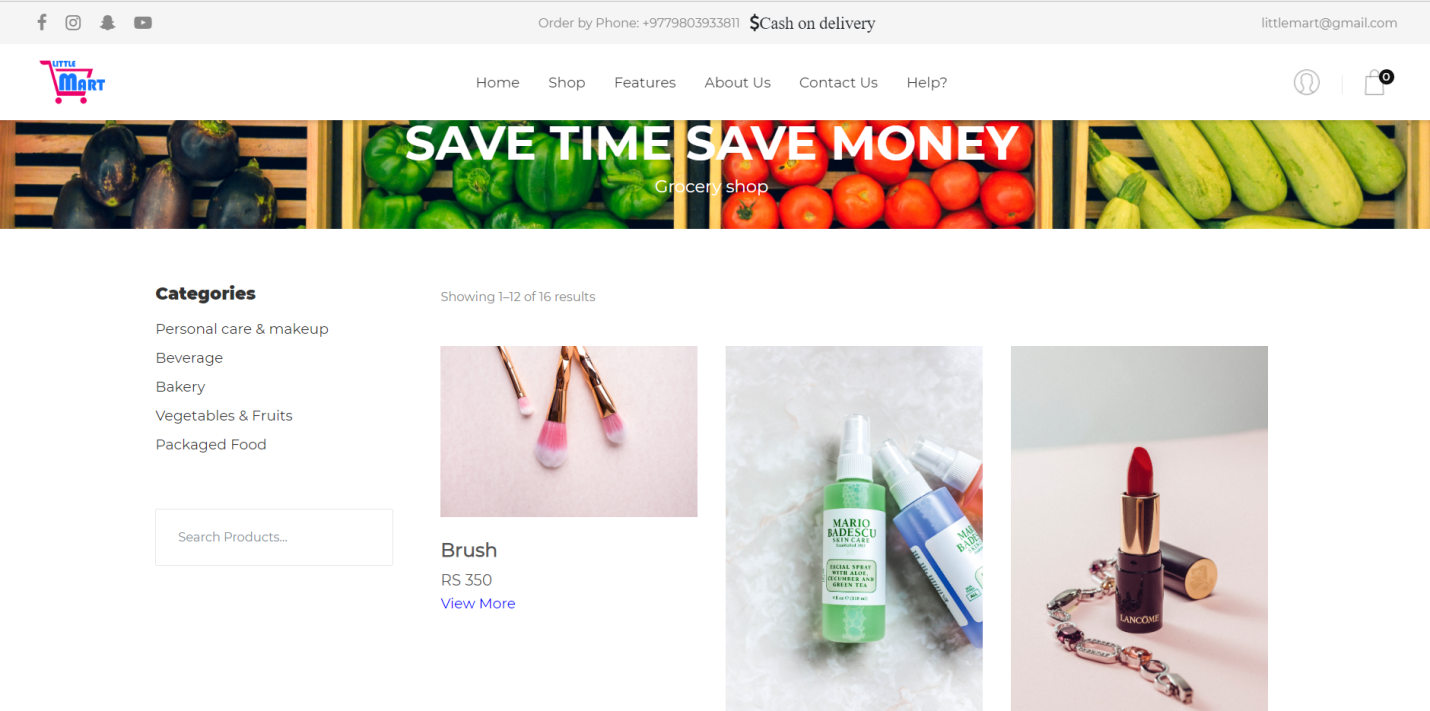 Order by Phone: +9779803933811 $Cash on delivery
littlemart@gmail.com
LITTLE
MART
Home Shop Features About Us Contact Us Help?
0
SAVE TIME SAVE MONEY
Grocery shop
Categories
Personal care & makeup
Beverage
Bakery
Vegetables & Fruits
Packaged Food
Search Products...
Showing 1–12 of 16 results
Brush
RS 350
View More
MARIO
BADESCU
SKIN CARE
FACIAL SPRAY
WITH ALOE,
CUCUMBER AND
GREEN TEA
MARIO
LANCÔME